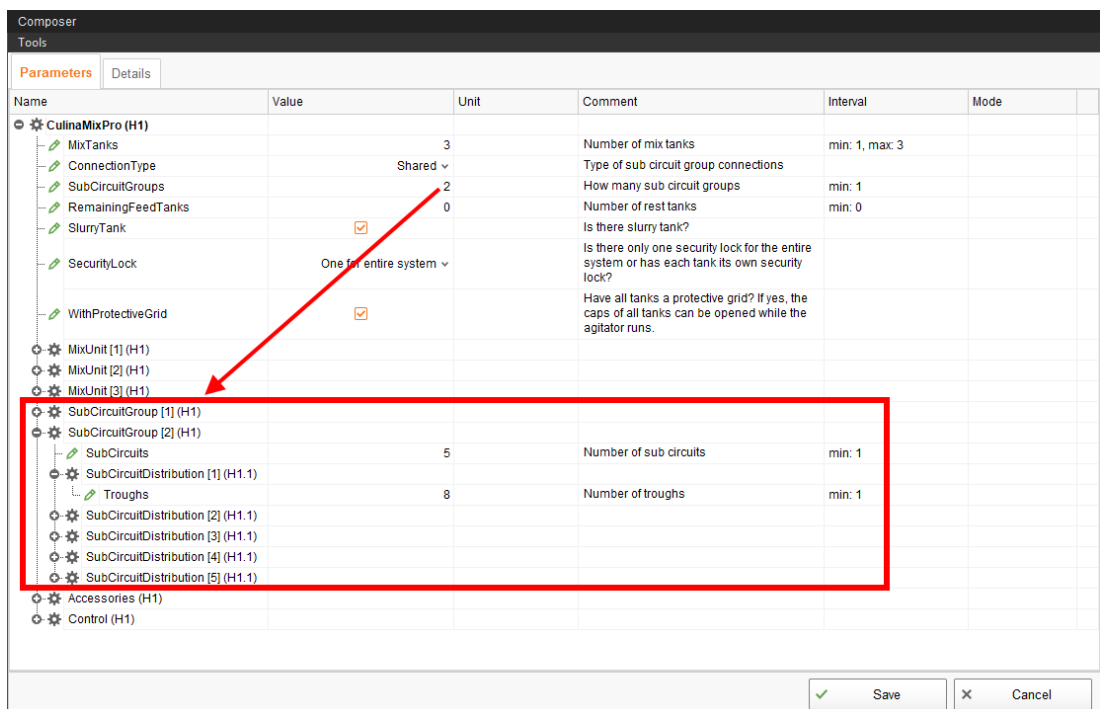 Composer
Tools
Parameters Details
Name Value Unit Comment Interval Mode
CulinaMixPro (H1)
MixTanks 3 Number of mix tanks min: 1, max: 3
ConnectionType Shared Type of sub circuit group connections
SubCircuitGroups 2 How many sub circuit groups min: 1
RemainingFeedTanks 0 Number of rest tanks min: 0
SlurryTank Is there slurry tank?
SecurityLock One for entire system Is there only one security lock for the entire
system or has each tank its own security
lock?
WithProtectiveGrid Have all tanks a protective grid? If yes, the
caps of all tanks can be opened while the
agitator runs.
MixUnit [1] (H1)
MixUnit [2] (H1)
MixUnit [3] (H1)
SubCircuitGroup [1] (H1)
SubCircuitGroup [2] (H1)
SubCircuits 5 Number of sub circuits min: 1
SubCircuitDistribution [1] (H1.1)
Troughs 8 Number of troughs min: 1
SubCircuitDistribution [2] (H1.1)
SubCircuitDistribution [3] (H1.1)
SubCircuitDistribution [4] (H1.1)
SubCircuitDistribution [5] (H1.1)
Accessories (H1)
Control (H1)
Save Cancel